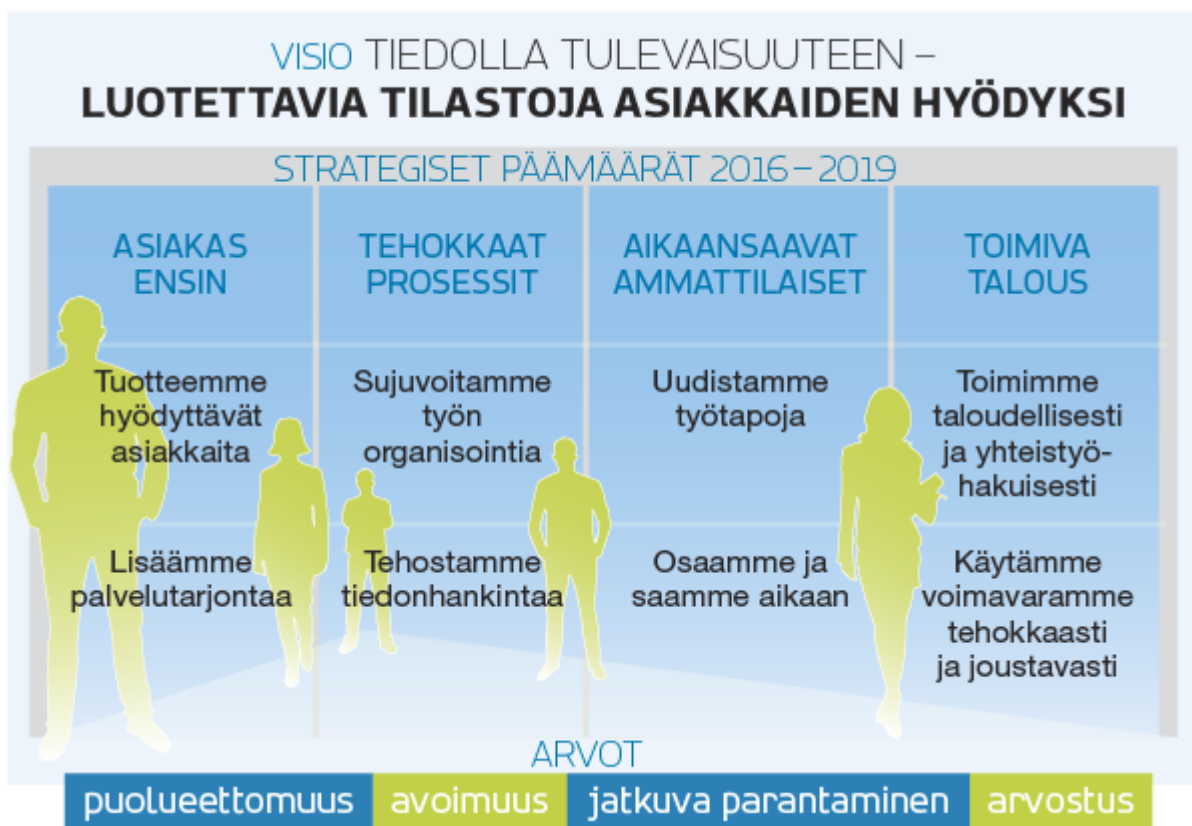 VISIO TIEDOLLA TULEVAISUUTEEN –
LUOTETTAVIA TILASTOJA ASIAKKAIDEN HYÖDYKSI
STRATEGISET PÄÄMÄÄRÄT 2016–2019
ASIAKAS
ENSIN
Tuotteemme
hyödyttävät
asiakkaita
Lisäämme
palvelutarjontaa
TEHOKKAAT
PROSESSIT
Sujuvoitamme
työn
organisointia
Tehostamme
tiedonhankintaa
AIKAANSAAVAT
AMMATTILAISET
Uudistamme
työtapoja
Osaamme ja
saamme aikaan
TOIMIVA
TALOUS
Toimimme
taloudellisesti
ja yhteistyö-
hakuisesti
Käytämme
voimavaramme
tehokkaasti
ja joustavasti
ARVOT
puolueettomuus avoimuus jatkuva parantaminen arvostus